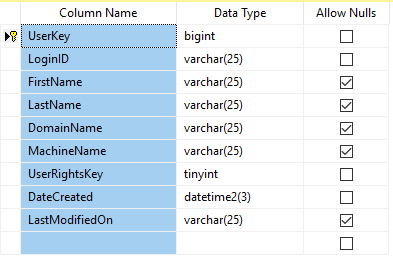 Column Name Data Type Allow Nulls
UserKey bigint
LoginID varchar(25)
FirstName varchar(25)
LastName varchar(25)
DomainName varchar(25)
MachineName varchar(25)
UserRightsKey tinyint
DateCreated datetime2(3)
LastModifiedOn varchar(25)